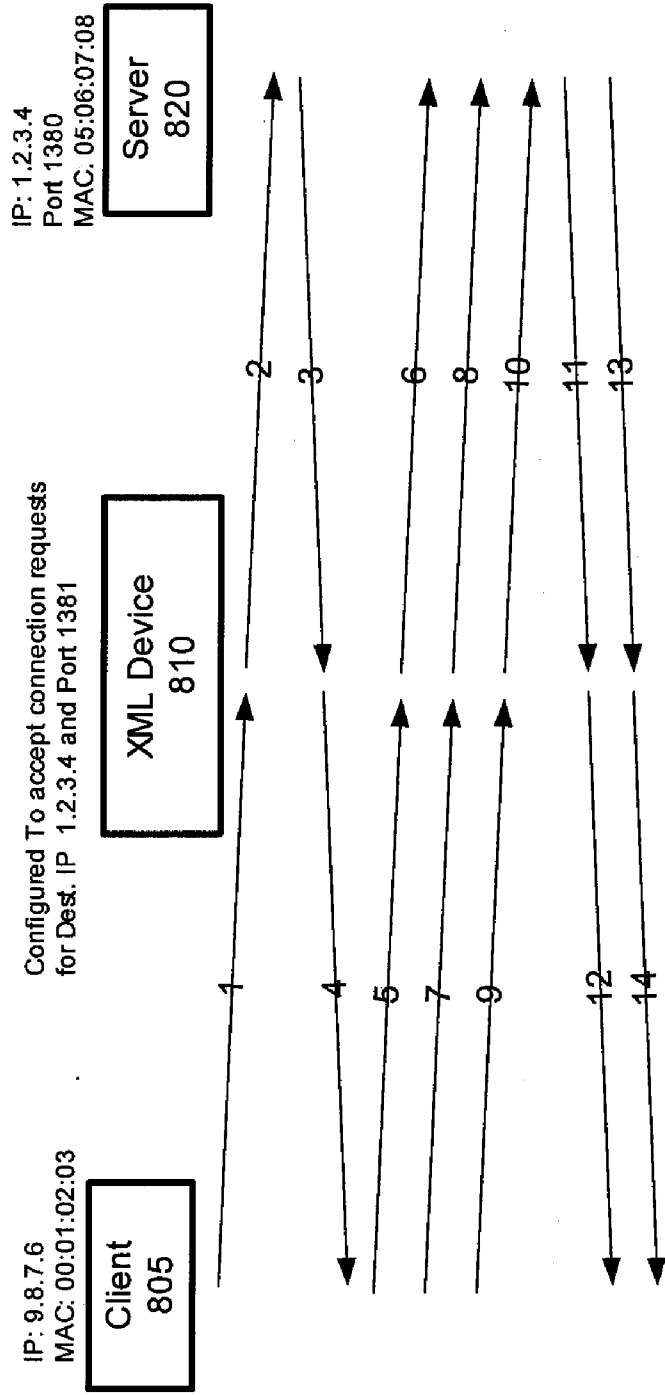 IP: 9.8.7.6
MAC: 00:01:02:03
Client
805
Configured To accept connection requests
for Dest. IP 1.2.3.4 and Port 1381
XML Device
810
IP: 1.2.3.4
Port 1380
MAC: 05:06:07:08
Server
820
1
2
3
4
5
6
7
8
9
10
11
12
13
14